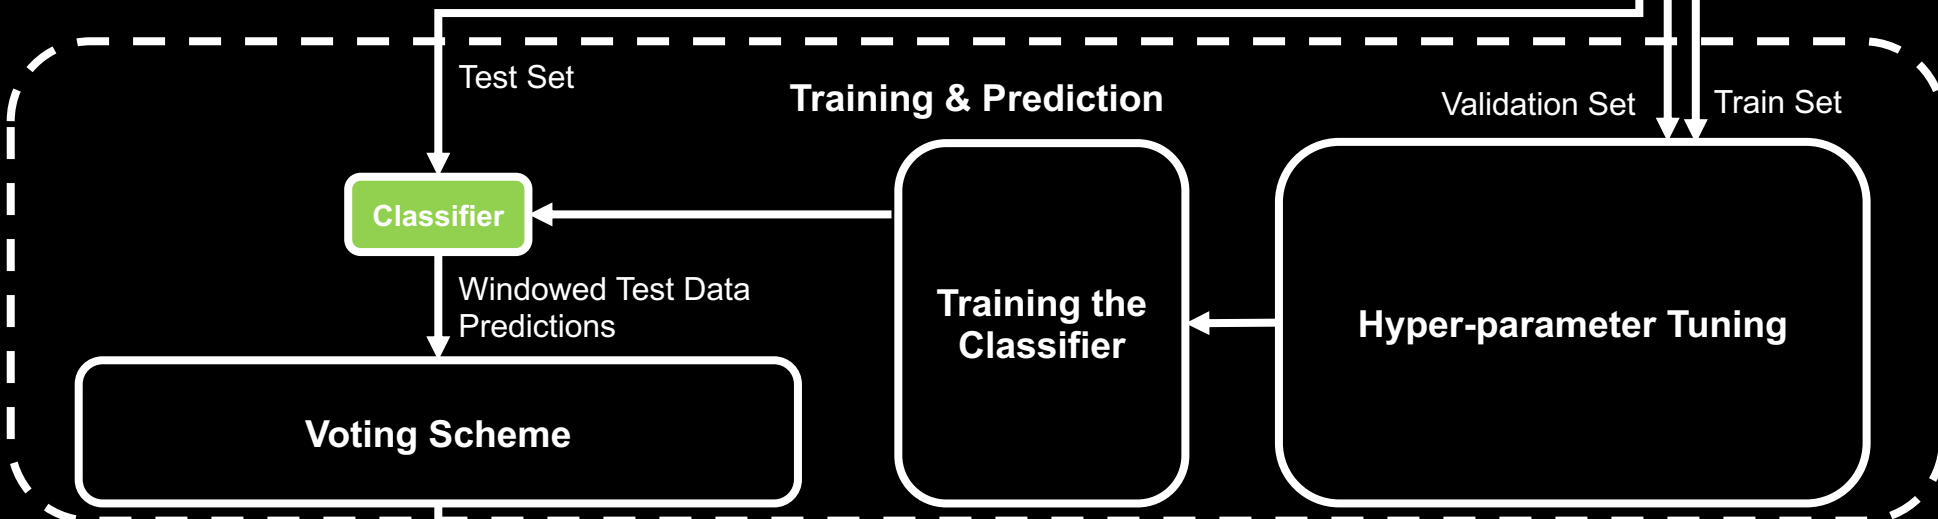 Test Set
Training & Prediction
Validation Set
Train Set
Classifier
Windowed Test Data
Predictions
Training the
Classifier
Hyper-parameter Tuning
Voting Scheme